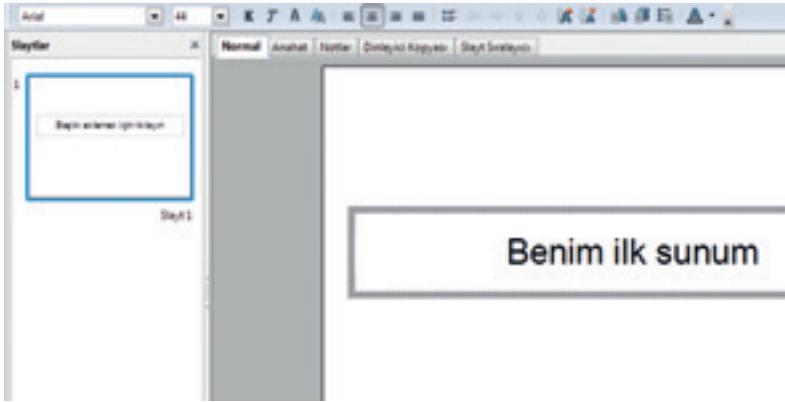 Arial 44 K T A
Slaytlar
Normal Anahat Notlar Dinleyici Kopyası Slayt Sıralayıcı
1
Başlık eklemek için tıklayın
Slayt 1
Benim ilk sunum